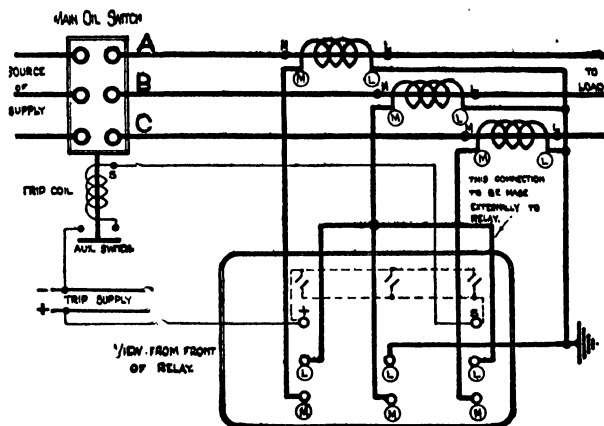 MAIN OIL SWITCH
A
M
L
SOURCE
OF
SUPPLY
M
L
TO
LOAD
B
M
L
M
L
C
M
L
M
L
S
TRIP COIL
THIS CONNECTION
TO BE MADE
EXTERNALLY TO
RELAY.
AUX. SWITCH
-
+
TRIP SUPPLY
+
S
VIEW FROM FRONT
OF RELAY.
L
L
L
M
M
M